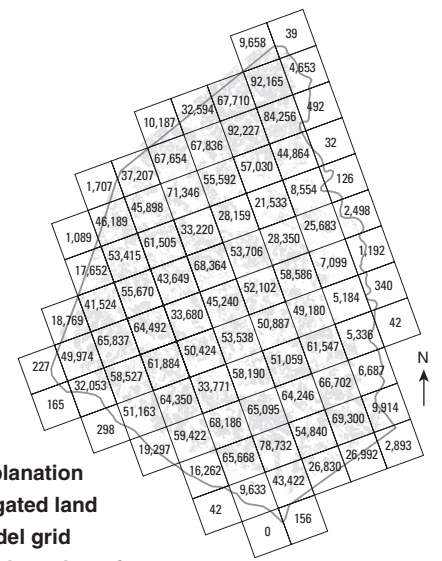 9,658 39
10,187 32,594 67,710 92,165 4,653
1,707 37,207 67,654 67,836 92,227 84,256 492
1,089 46,189 45,898 71,346 55,592 57,030 44,864 32
17,652 53,415 61,505 33,220 28,159 21,533 8,554 126
18,769 41,524 55,670 43,649 68,364 53,706 28,350 25,683 2,498
227 49,974 65,837 64,492 33,680 45,240 52,102 58,586 7,099 1,192
165 32,053 58,527 61,884 50,424 53,538 50,887 49,180 5,184 340
298 51,163 64,350 33,771 58,190 51,059 61,547 5,336 42
19,297 59,422 68,186 65,095 64,246 66,702 6,687
16,262 65,668 78,732 54,840 69,300 9,914
42 9,633 43,422 26,830 26,992 2,893
0 156
N
planation
gated land
del grid